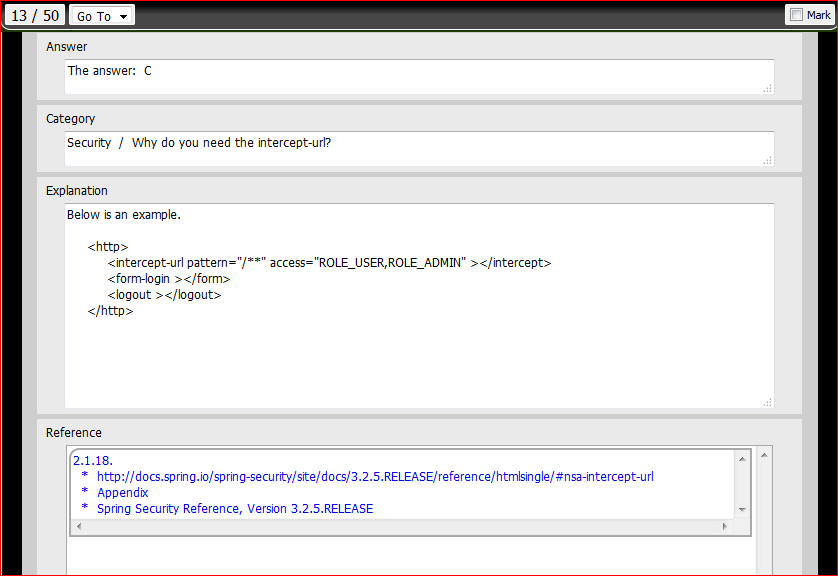 13 / 50 Go To Mark
Answer
The answer:  C
Category
Security  /  Why do you need the intercept-url?
Explanation
Below is an example.
<http>
<intercept-url pattern="/**" access="ROLE_USER,ROLE_ADMIN" ></intercept>
<form-login ></form>
<logout ></logout>
</http>
Reference
2.1.18.
*  http://docs.spring.io/spring-security/site/docs/3.2.5.RELEASE/reference/htmlsingle/#nsa-intercept-url
*  Appendix
*  Spring Security Reference, Version 3.2.5.RELEASE